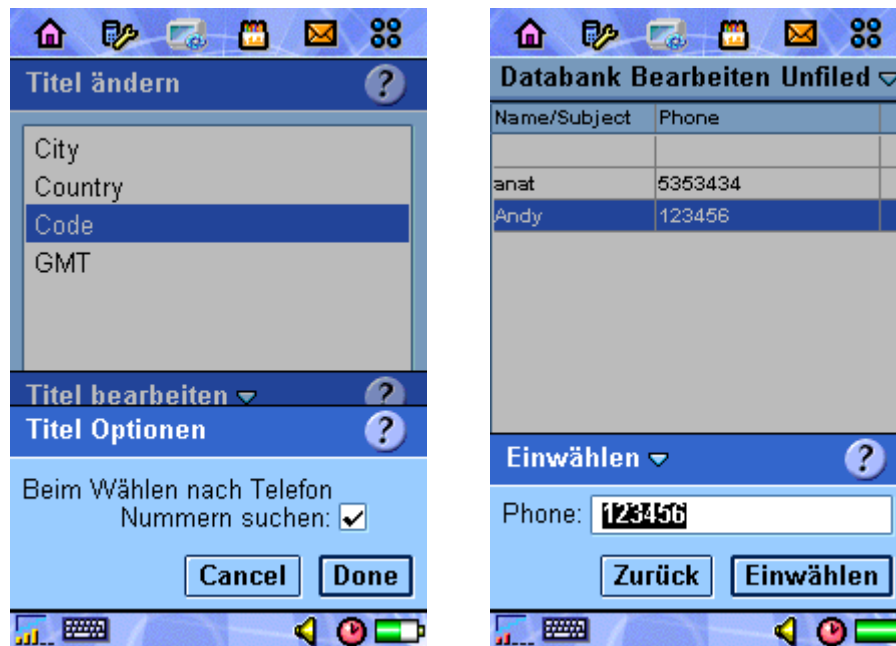 Titel ändern
City
Country
Code
GMT
Titel bearbeiten
Titel Optionen
Beim Wählen nach Telefon
Nummern suchen:
Cancel Done
Databank Bearbeiten Unfiled
Name/Subject Phone
anat 5353434
Andy 123456
Einwählen
Phone: 123456
Zurück Einwählen